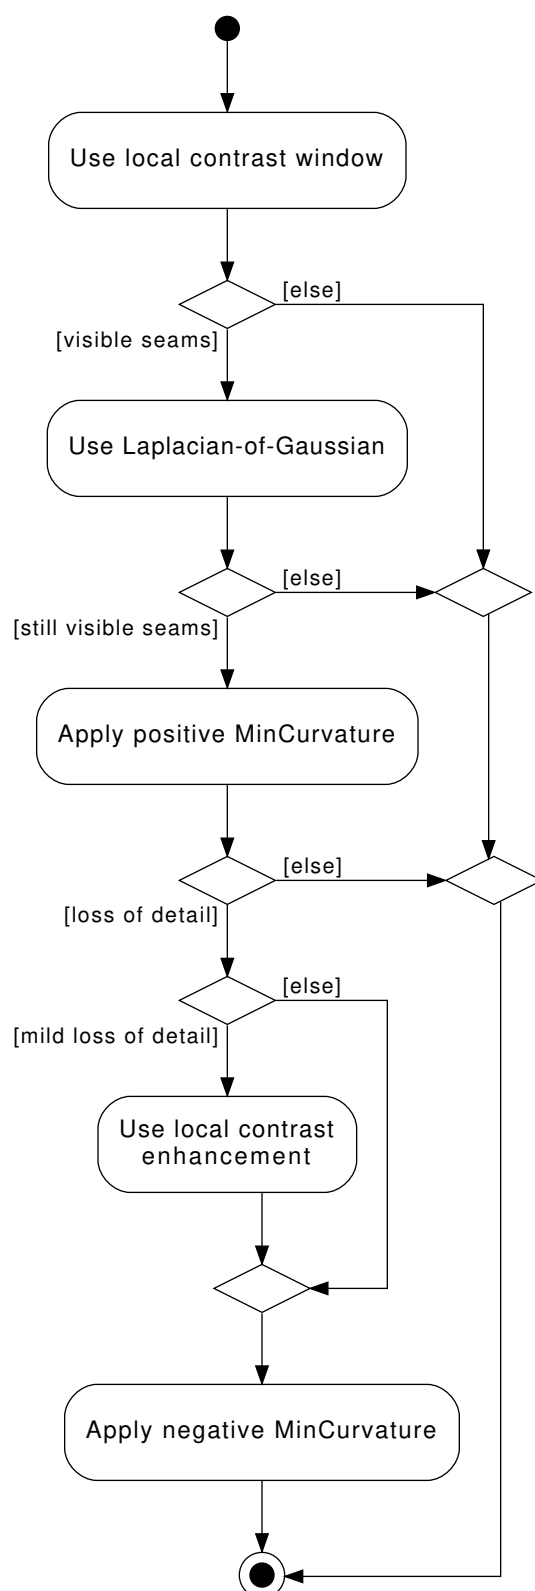 Use local contrast window
[else]
[visible seams]
Use Laplacian-of-Gaussian
[else]
[still visible seams]
Apply positive MinCurvature
[else]
[loss of detail]
[else]
[mild loss of detail]
Use local contrast
enhancement
Apply negative MinCurvature